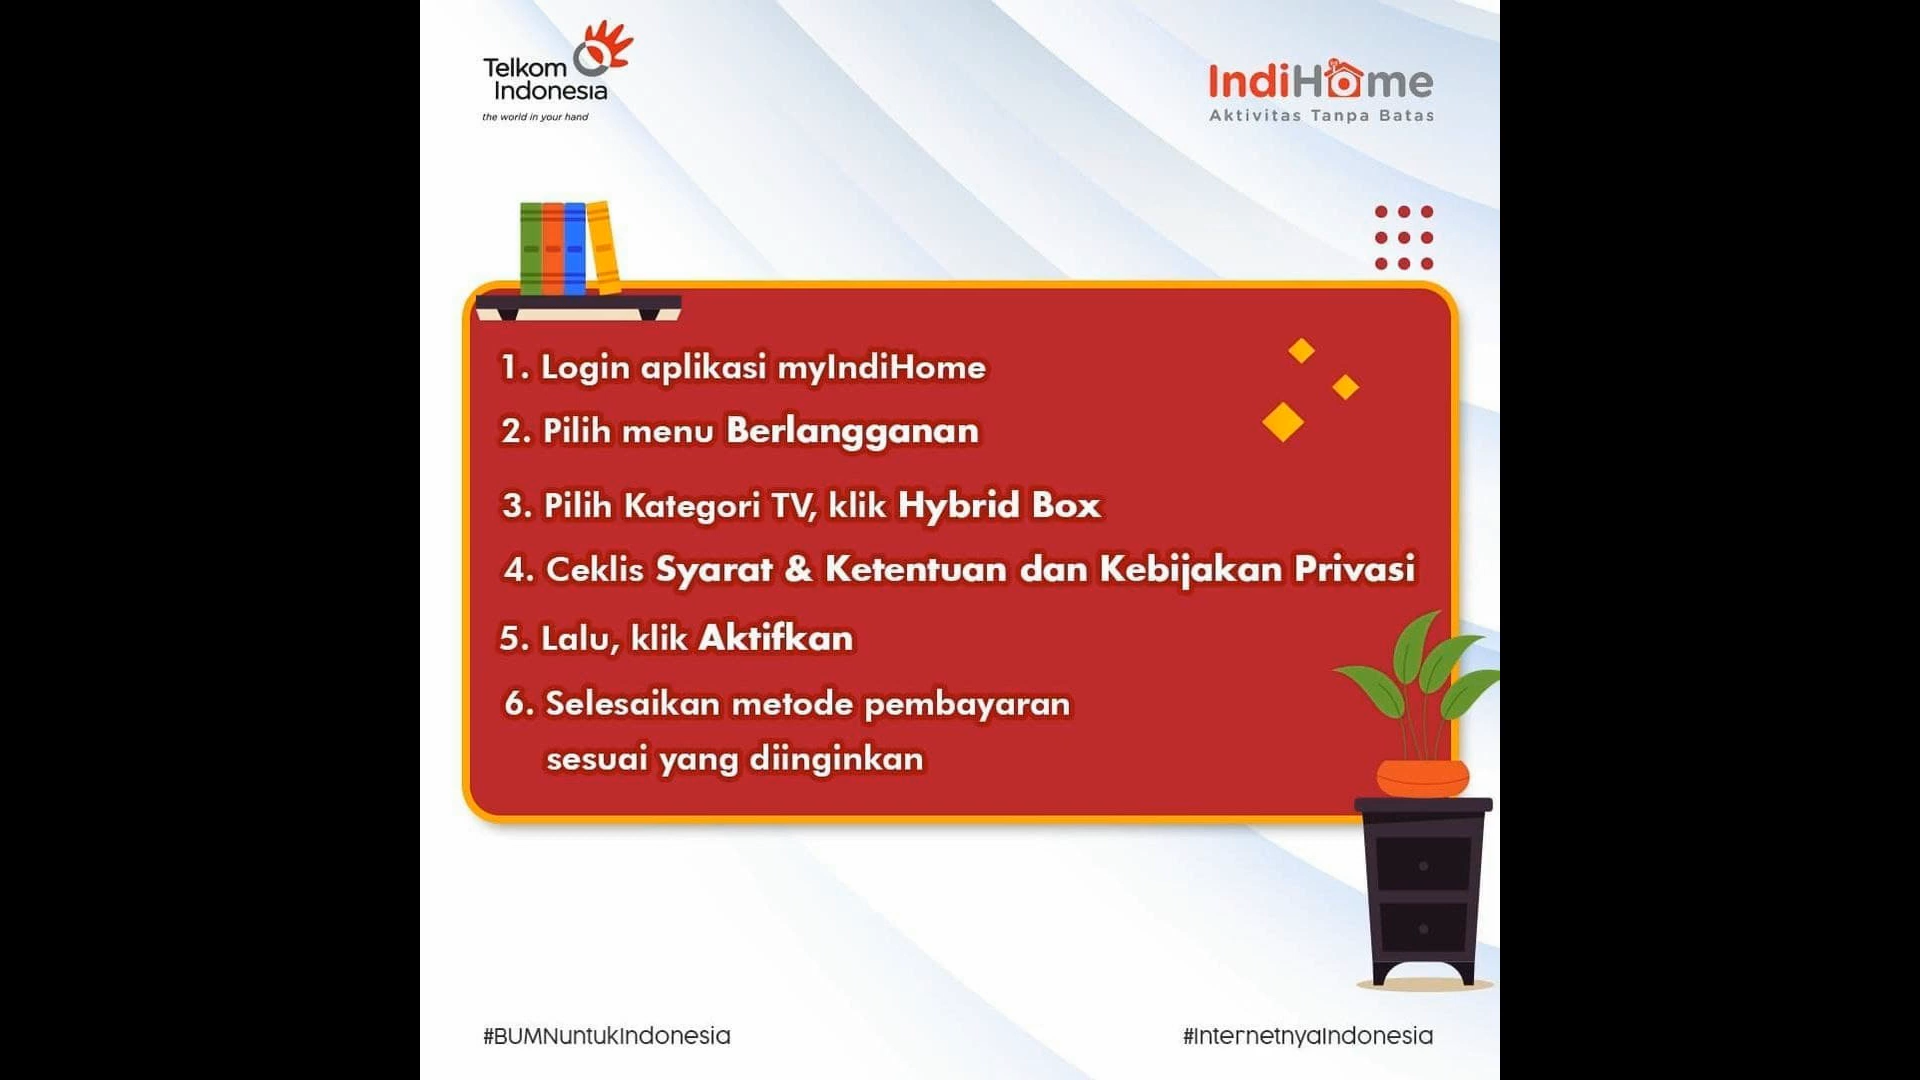 Telkom
Indonesia
the world in your hand
IndiHome
Aktivitas Tanpa Batas
1. Login aplikasi myIndiHome
2. Pilih menu Berlangganan
3. Pilih Kategori TV, klik Hybrid Box
4. Ceklis Syarat & Ketentuan dan Kebijakan Privasi
5. Lalu, klik Aktifkan
6. Selesaikan metode pembayaran
sesuai yang diinginkan
#BUMNuntukIndonesia
#InternetnyaIndonesia